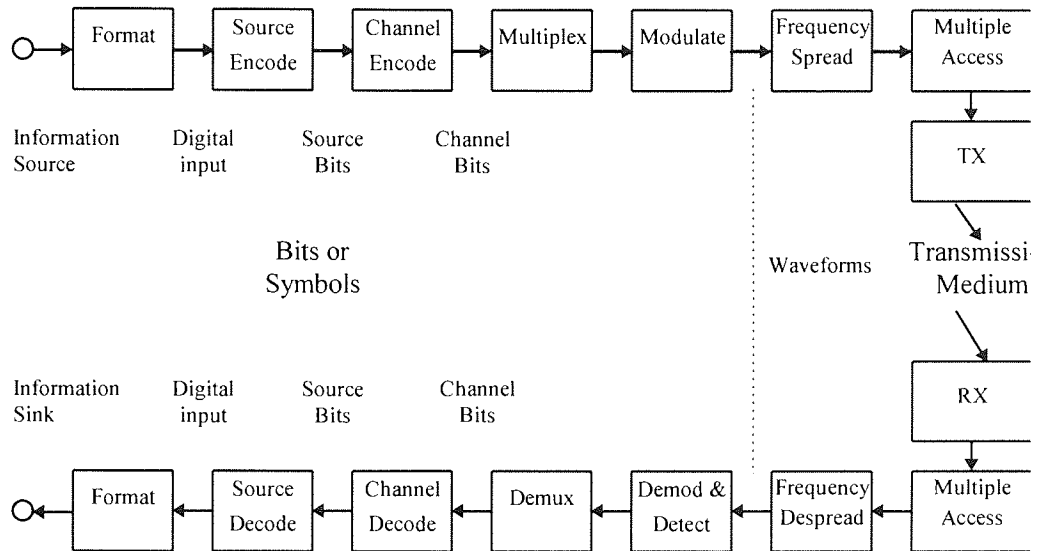 Format
Source
Encode
Channel
Encode
Multiplex
Modulate
Frequency
Spread
Multiple
Access
Information
Source
Digital
input
Source
Bits
Channel
Bits
TX
Bits or
Symbols
Waveforms
Transmissi
Medium
Information
Sink
Digital
input
Source
Bits
Channel
Bits
RX
Format
Source
Decode
Channel
Decode
Demux
Demod &
Detect
Frequency
Despread
Multiple
Access